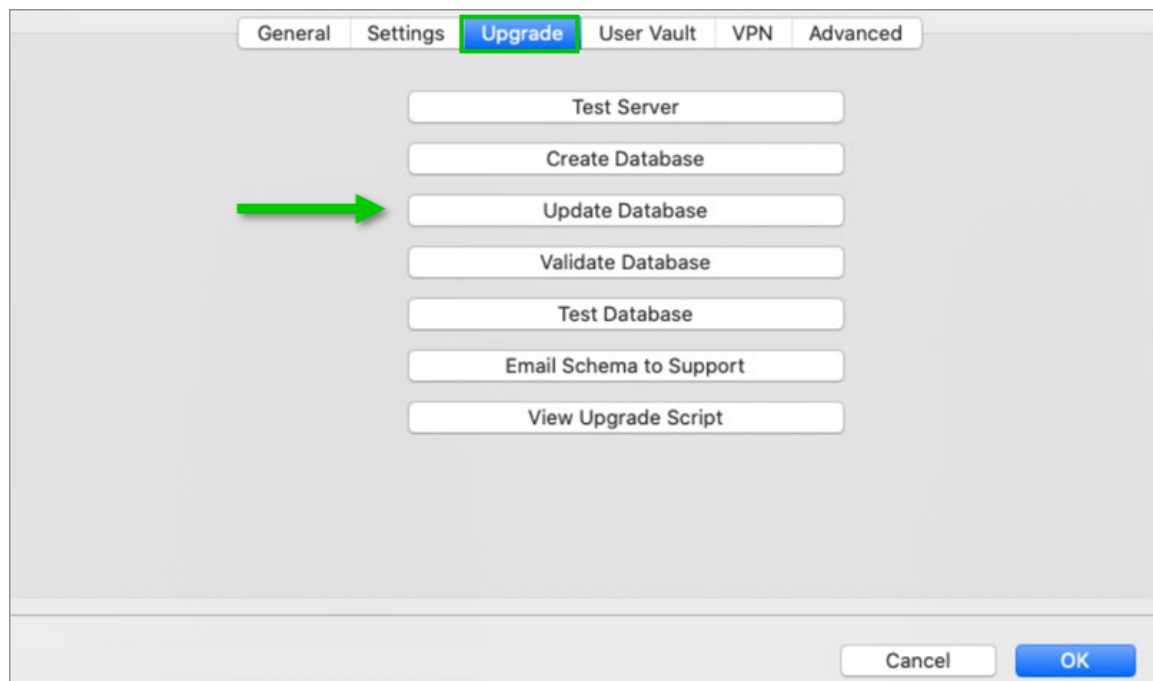 General Settings Upgrade User Vault VPN Advanced
Test Server
Create Database
Update Database
Validate Database
Test Database
Email Schema to Support
View Upgrade Script
Cancel OK